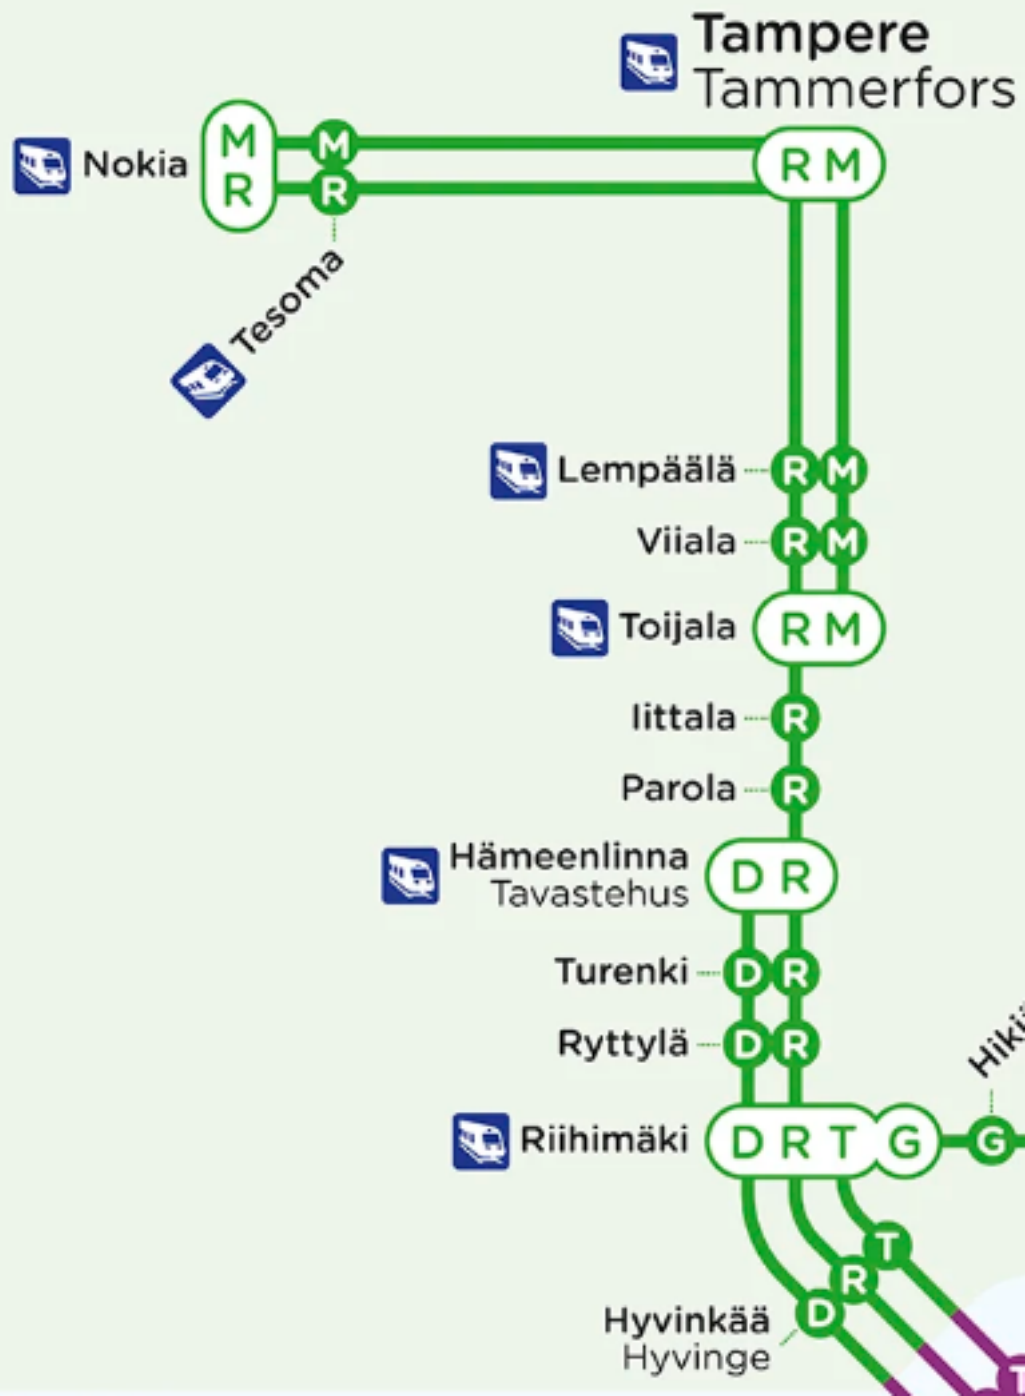 Tampere
Tammerfors
Nokia
M
R
M
R
R M
Tesoma
Lempäälä
R M
Viiala
R M
Toijala
R M
Iittala
R
Parola
R
Hämeenlinna
Tavastehus
D R
Turenki
D R
Ryttylä
D R
Riihimäki
D R T G
G
T
R
D
Hyvinkää
Hyvinge
T